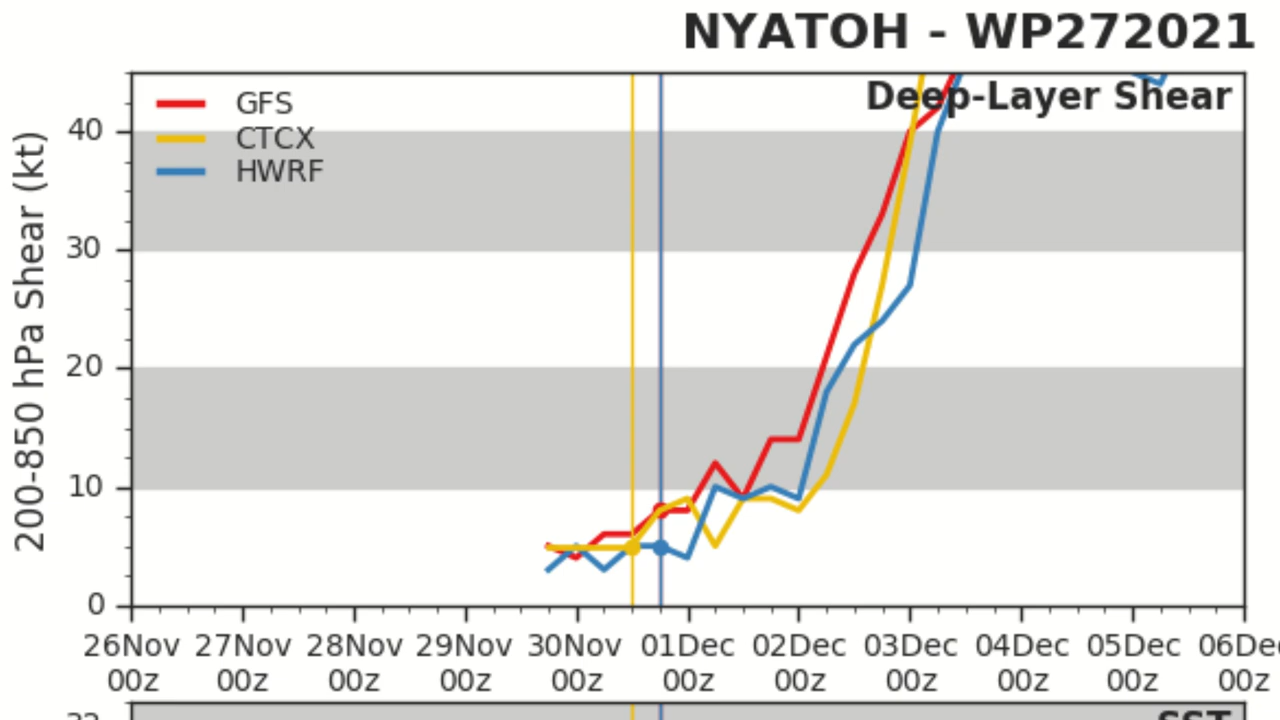 NYATOH - WP272021
Deep-Layer Shear
GFS
CTCX
HWRF
200-850 hPa Shear (kt)
40
30
20
10
0
26Nov 27Nov 28Nov 29Nov 30Nov 01Dec 02Dec 03Dec 04Dec 05Dec 06Dec
00z 00z 00z 00z 00z 00z 00z 00z 00z 00z 00z
SST